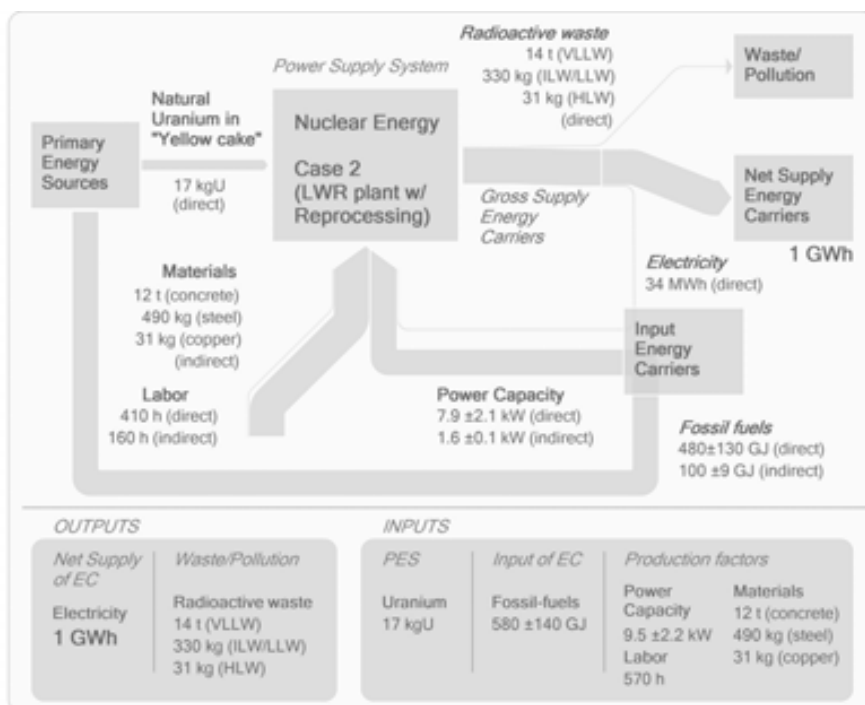 Radioactive waste
14 t (VLLW)
330 kg (ILW/LLW)
31 kg (HLW)
(direct)
Waste/
Pollution
Power Supply System
Natural
Uranium in
"Yellow cake"
Nuclear Energy
Case 2
(LWR plant w/
Reprocessing)
Primary
Energy
Sources
17 kgU
(direct)
Gross Supply
Energy
Carriers
Net Supply
Energy
Carriers
1 GWh
Materials
12 t (concrete)
490 kg (steel)
31 kg (copper)
(indirect)
Electricity
34 MWh (direct)
Input
Energy
Carriers
Labor
410 h (direct)
160 h (indirect)
Power Capacity
7.9 ±2.1 kW (direct)
1.6 ±0.1 kW (indirect)
Fossil fuels
480±130 GJ (direct)
100 ±9 GJ (indirect)
OUTPUTS
Net Supply
of EC
Electricity
1 GWh
Waste/Pollution
Radioactive waste
14 t (VLLW)
330 kg (ILW/LLW)
31 kg (HLW)
INPUTS
PES
Uranium
17 kgU
Input of EC
Fossil-fuels
580 ±140 GJ
Production factors
Power
Capacity
9.5 ±2.2 kW
Labor
570 h
Materials
12 t (concrete)
490 kg (steel)
31 kg (copper)